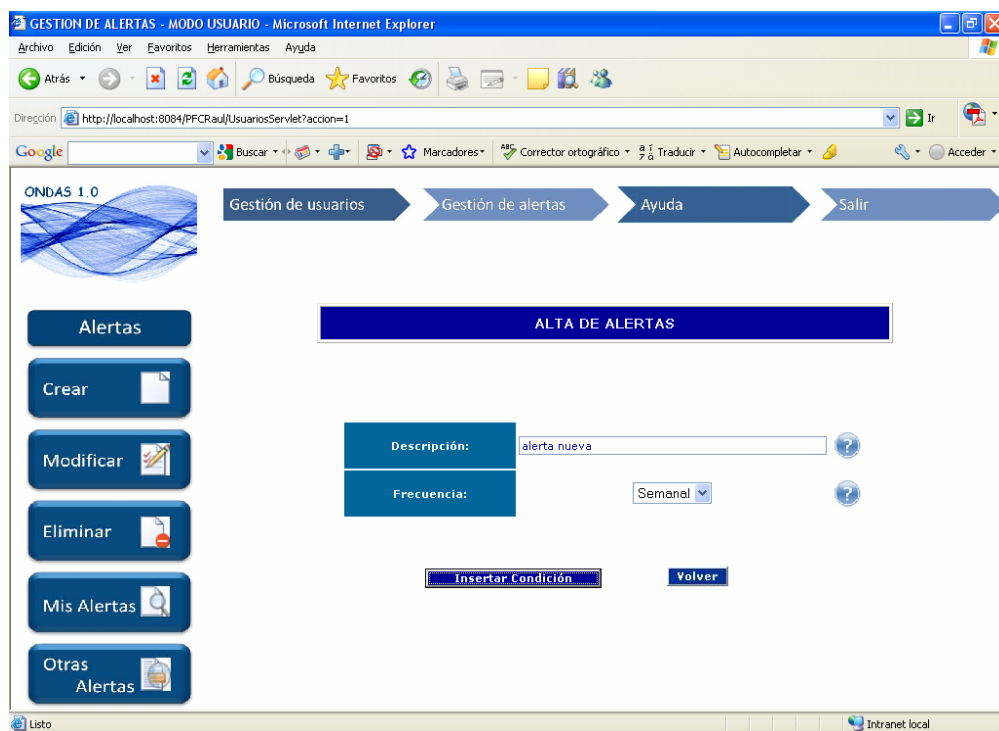 GESTION DE ALERTAS - MODO USUARIO - Microsoft Internet Explorer
Archivo Edición Ver Favoritos Herramientas Ayuda
Atrás Búsqueda Favoritos
Dirección http://localhost:8084/PFCRaul/UsuariosServlet?accion=1 Ir
Google Buscar Marcadores ABC Corrector ortográfico Traducir Autocompletar Acceder
ONDAS 1.0
Gestión de usuarios Gestión de alertas Ayuda Salir
Alertas
ALTA DE ALERTAS
Crear
Modificar
Descripción: alerta nueva ?
Frecuencia: Semanal ?
Eliminar
Insertar Condición Volver
Mis Alertas
Otras
Alertas
Listo Intranet local